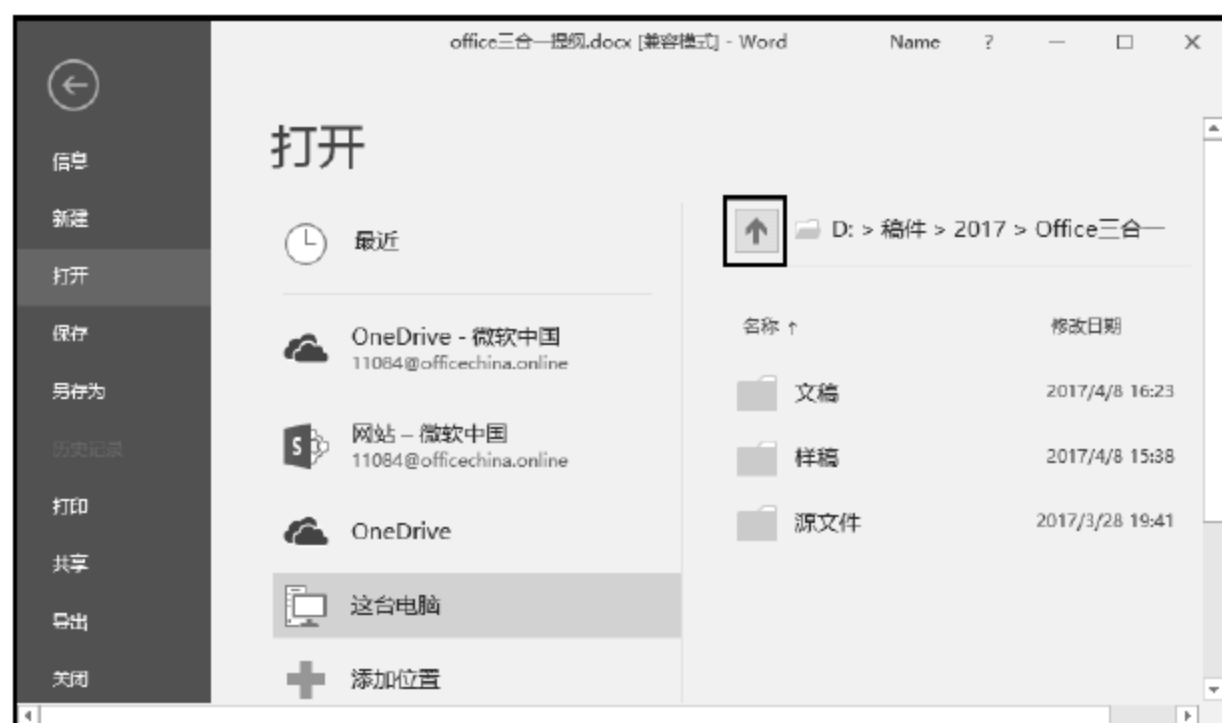 office三合一提纲.docx [兼容模式] - Word Name ?
信息
新建
打开
保存
另存为
历史记录
打印
共享
导出
关闭
打开
最近
OneDrive - 微软中国
11084@officechina.online
网站 – 微软中国
11084@officechina.online
OneDrive
这台电脑
添加位置
D: > 稿件 > 2017 > Office三合一
名称 ↑ 修改日期
文稿 2017/4/8 16:23
样稿 2017/4/8 15:38
源文件 2017/3/28 19:41